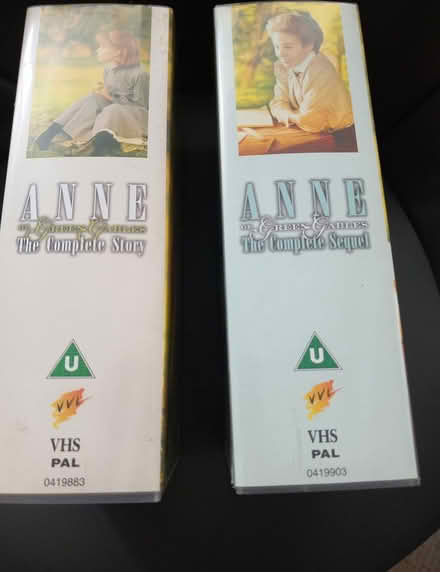 ANNE
OF GREEN GABLES
The Complete Story
U
VVL
VHS
PAL
0419883
ANNE
OF GREEN GABLES
The Complete Sequel
U
VVL
VHS
PAL
0419903